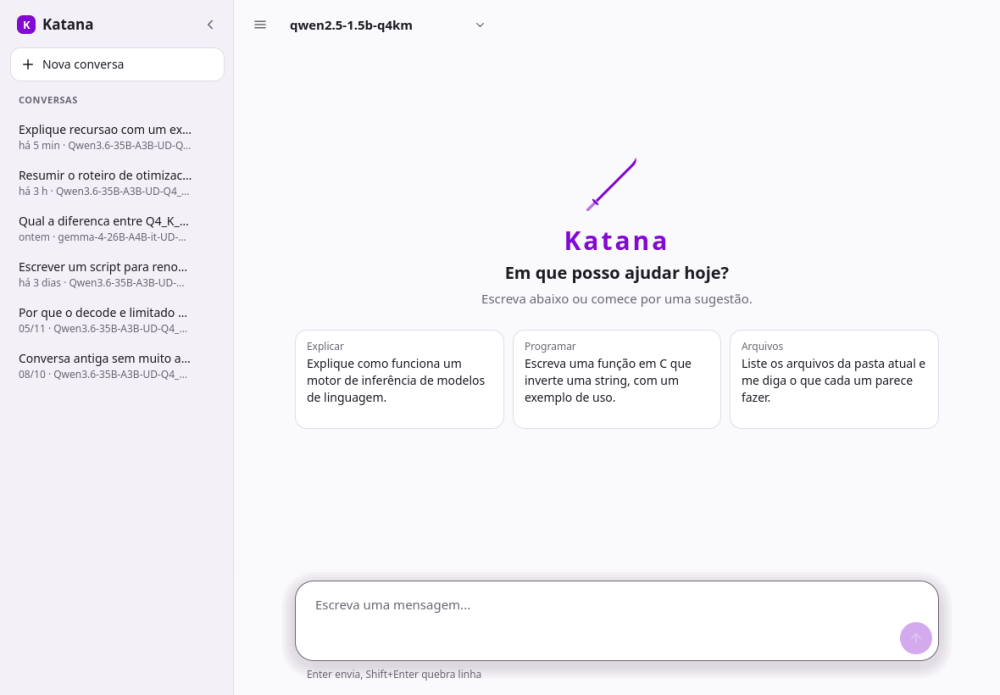 K Katana
Nova conversa
CONVERSAS
Explique recursao com um ex...
há 5 min · Qwen3.6-35B-A3B-UD-Q...
Resumir o roteiro de otimizac...
há 3 h · Qwen3.6-35B-A3B-UD-Q4_...
Qual a diferenca entre Q4_K_...
ontem · gemma-4-26B-A4B-it-UD-...
Escrever um script para reno...
há 3 dias · Qwen3.6-35B-A3B-UD-...
Por que o decode e limitado ...
05/11 · Qwen3.6-35B-A3B-UD-Q4_...
Conversa antiga sem muito a...
08/10 · Qwen3.6-35B-A3B-UD-Q4_...
qwen2.5-1.5b-q4km
Katana
Em que posso ajudar hoje?
Escreva abaixo ou comece por uma sugestão.
Explicar
Explique como funciona um
motor de inferência de modelos
de linguagem.
Programar
Escreva uma função em C que
inverte uma string, com um
exemplo de uso.
Arquivos
Liste os arquivos da pasta atual e
me diga o que cada um parece
fazer.
Escreva uma mensagem...
Enter envia, Shift+Enter quebra linha